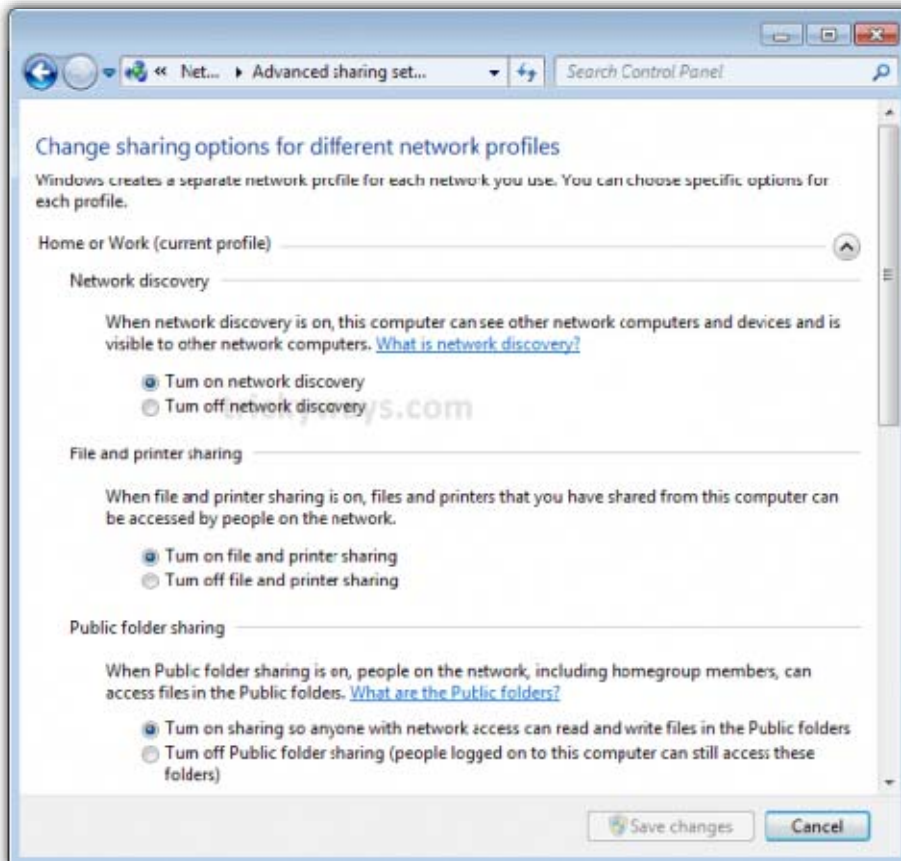 « Net... ▸ Advanced sharing set...
Search Control Panel
Change sharing options for different network profiles
Windows creates a separate network profile for each network you use. You can choose specific options for
each profile.
Home or Work (current profile)
Network discovery
When network discovery is on, this computer can see other network computers and devices and is
visible to other network computers. What is network discovery?
Turn on network discovery
Turn off network discovery
trickyways.com
File and printer sharing
When file and printer sharing is on, files and printers that you have shared from this computer can
be accessed by people on the network.
Turn on file and printer sharing
Turn off file and printer sharing
Public folder sharing
When Public folder sharing is on, people on the network, including homegroup members, can
access files in the Public folders. What are the Public folders?
Turn on sharing so anyone with network access can read and write files in the Public folders
Turn off Public folder sharing (people logged on to this computer can still access these
folders)
Save changes
Cancel